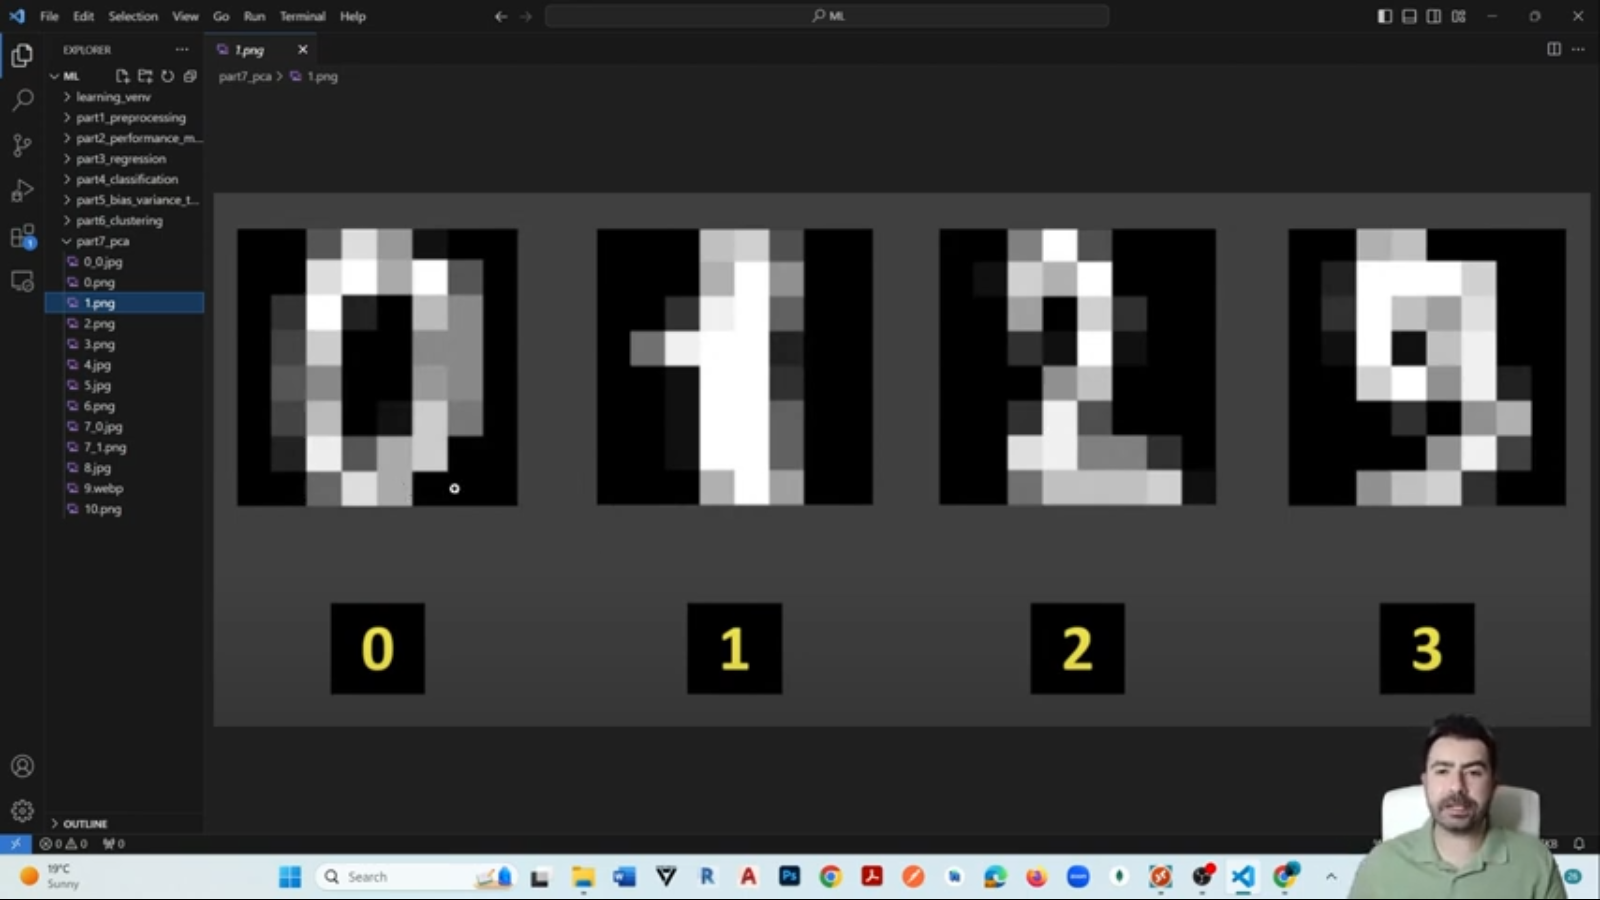 File Edit Selection View Go Run Terminal Help
ML
EXPLORER
1.png
ML
part7_pca > 1.png
learning_venv
part1_preprocessing
part2_performance_m...
part3_regression
part4_classification
part5_bias_variance_t...
part6_clustering
part7_pca
0_0.jpg
0.png
1.png
2.png
3.png
4.jpg
5.jpg
6.png
7_0.jpg
7_1.png
8.jpg
9.webp
10.png
0 1 2 3
OUTLINE
0 0 0
19°C
Sunny
Search